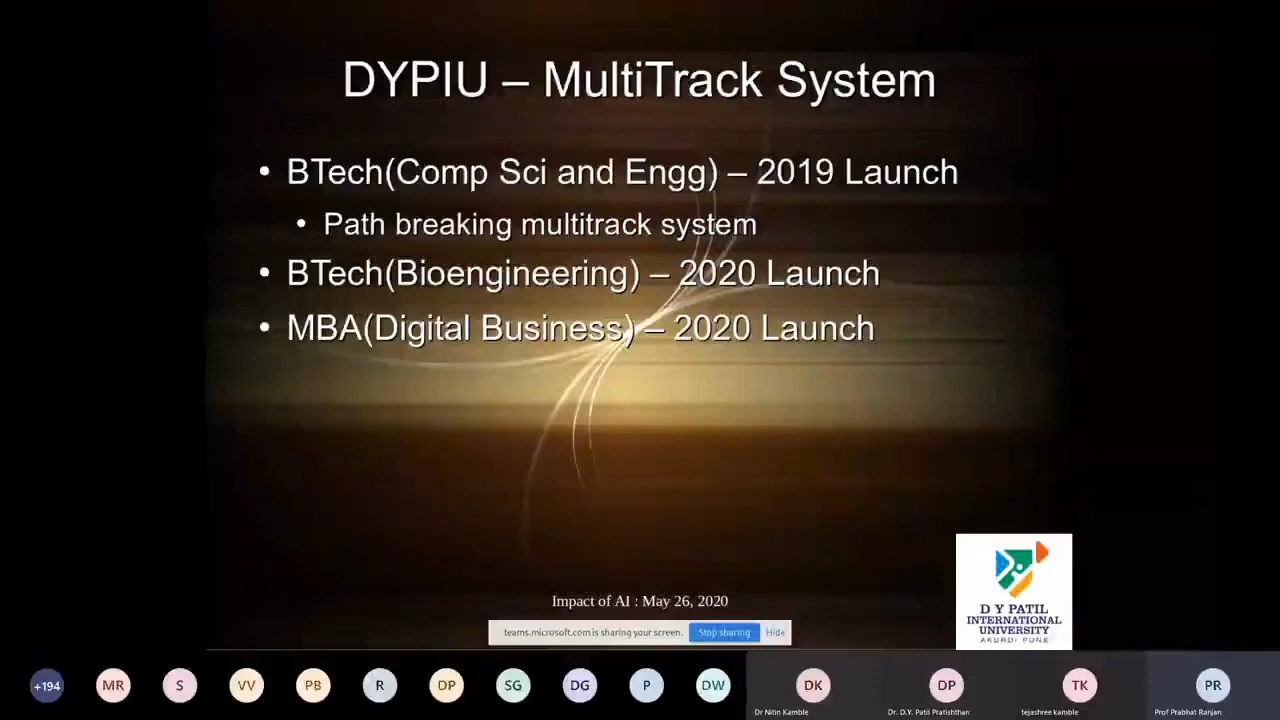 DYPIU – MultiTrack System
• BTech(Comp Sci and Engg) – 2019 Launch
• Path breaking multitrack system
• BTech(Bioengineering) – 2020 Launch
• MBA(Digital Business) – 2020 Launch
D Y PATIL
INTERNATIONAL
UNIVERSITY
AKURDI PUNE
Impact of AI : May 26, 2020
teams.microsoft.com is sharing your screen. Stop sharing Hide
+194 MR S VV PB R DP SG DG P DW DK DP TK PR
Dr Nitin Kamble Dr. D.Y. Patil Pratishthan tejashree kamble Prof Prabhat Ranjan